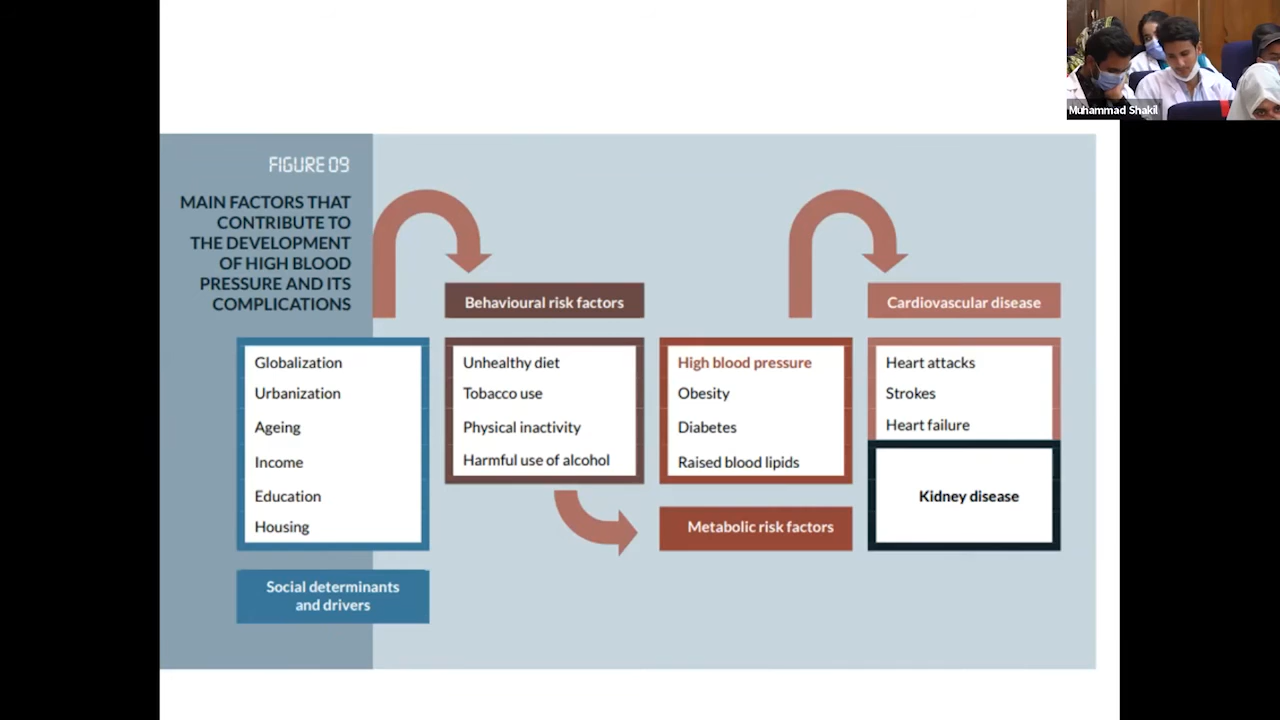 Muhammad Shakil
FIGURE 09
MAIN FACTORS THAT
CONTRIBUTE TO
THE DEVELOPMENT
OF HIGH BLOOD
PRESSURE AND ITS
COMPLICATIONS
Globalization
Urbanization
Ageing
Income
Education
Housing
Social determinants
and drivers
Behavioural risk factors
Unhealthy diet
Tobacco use
Physical inactivity
Harmful use of alcohol
High blood pressure
Obesity
Diabetes
Raised blood lipids
Metabolic risk factors
Cardiovascular disease
Heart attacks
Strokes
Heart failure
Kidney disease